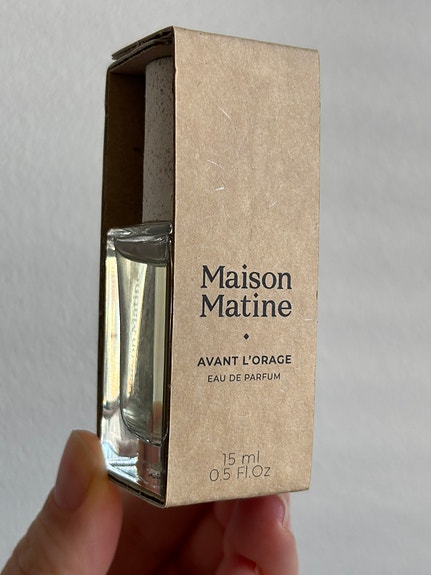 Maison
Matine
AVANT L'ORAGE
EAU DE PARFUM
15 ml
0.5 Fl.Oz